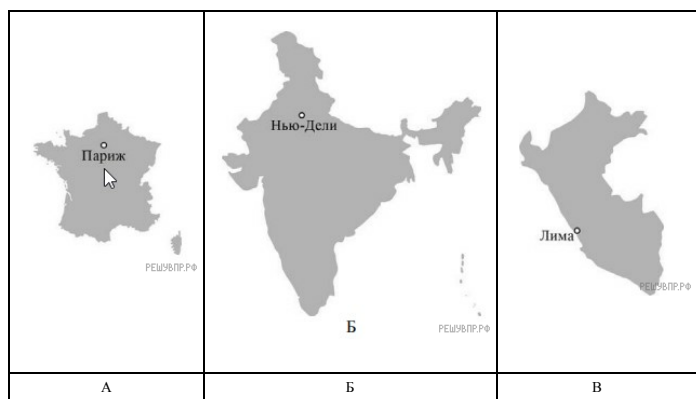 Париж
РЕШУВПР.РФ
Нью-Дели
Б
РЕШУВПР.РФ
Лима
РЕШУВПР.РФ
А
Б
В